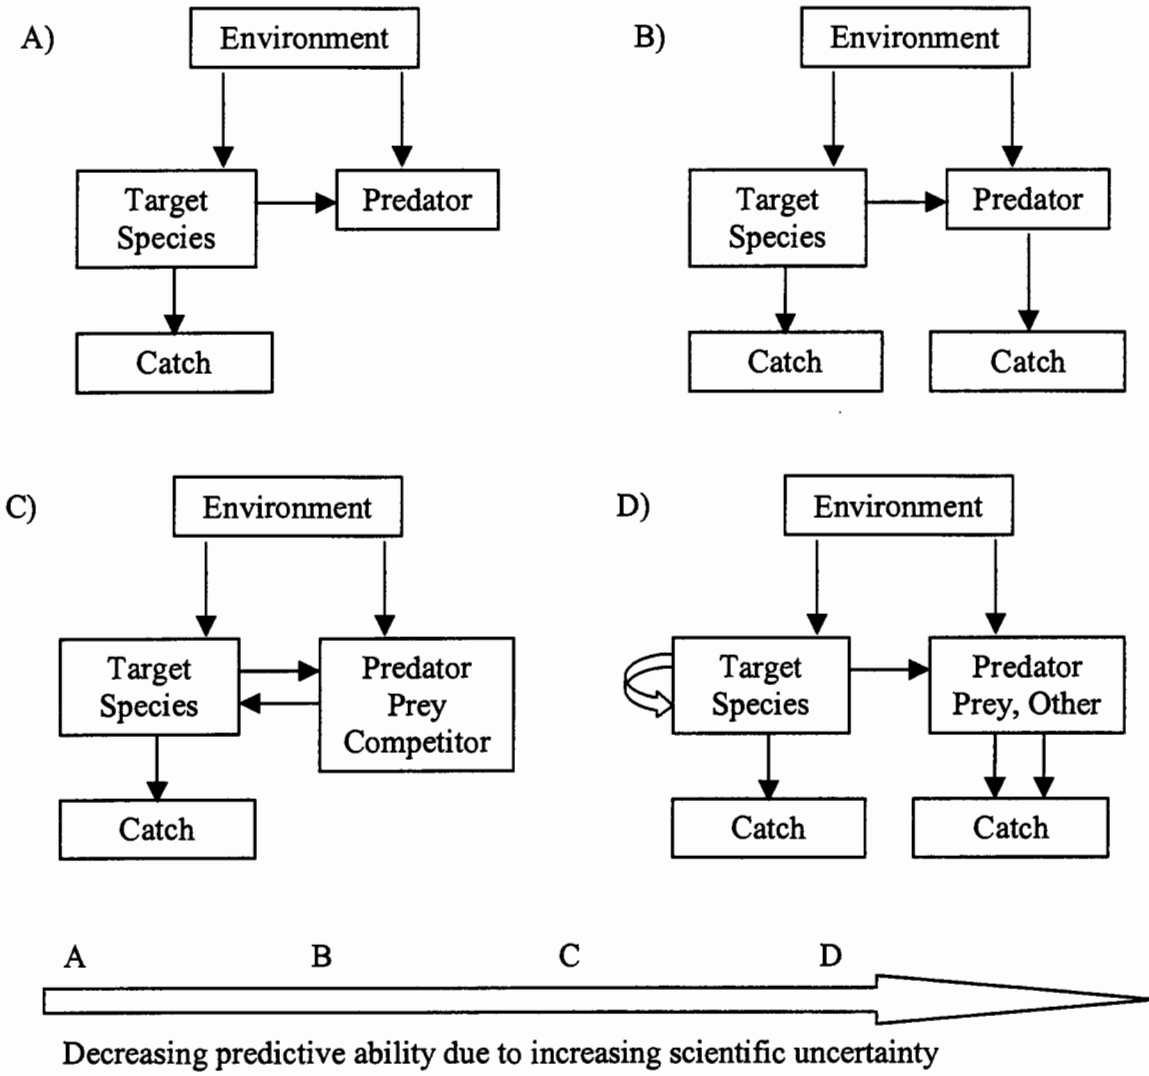 A)
Environment
Target
Species
Predator
Catch
B)
Environment
Target
Species
Predator
Catch
Catch
C)
Environment
Target
Species
Predator
Prey
Competitor
Catch
D)
Environment
Target
Species
Predator
Prey, Other
Catch
Catch
A B C D
Decreasing predictive ability due to increasing scientific uncertainty